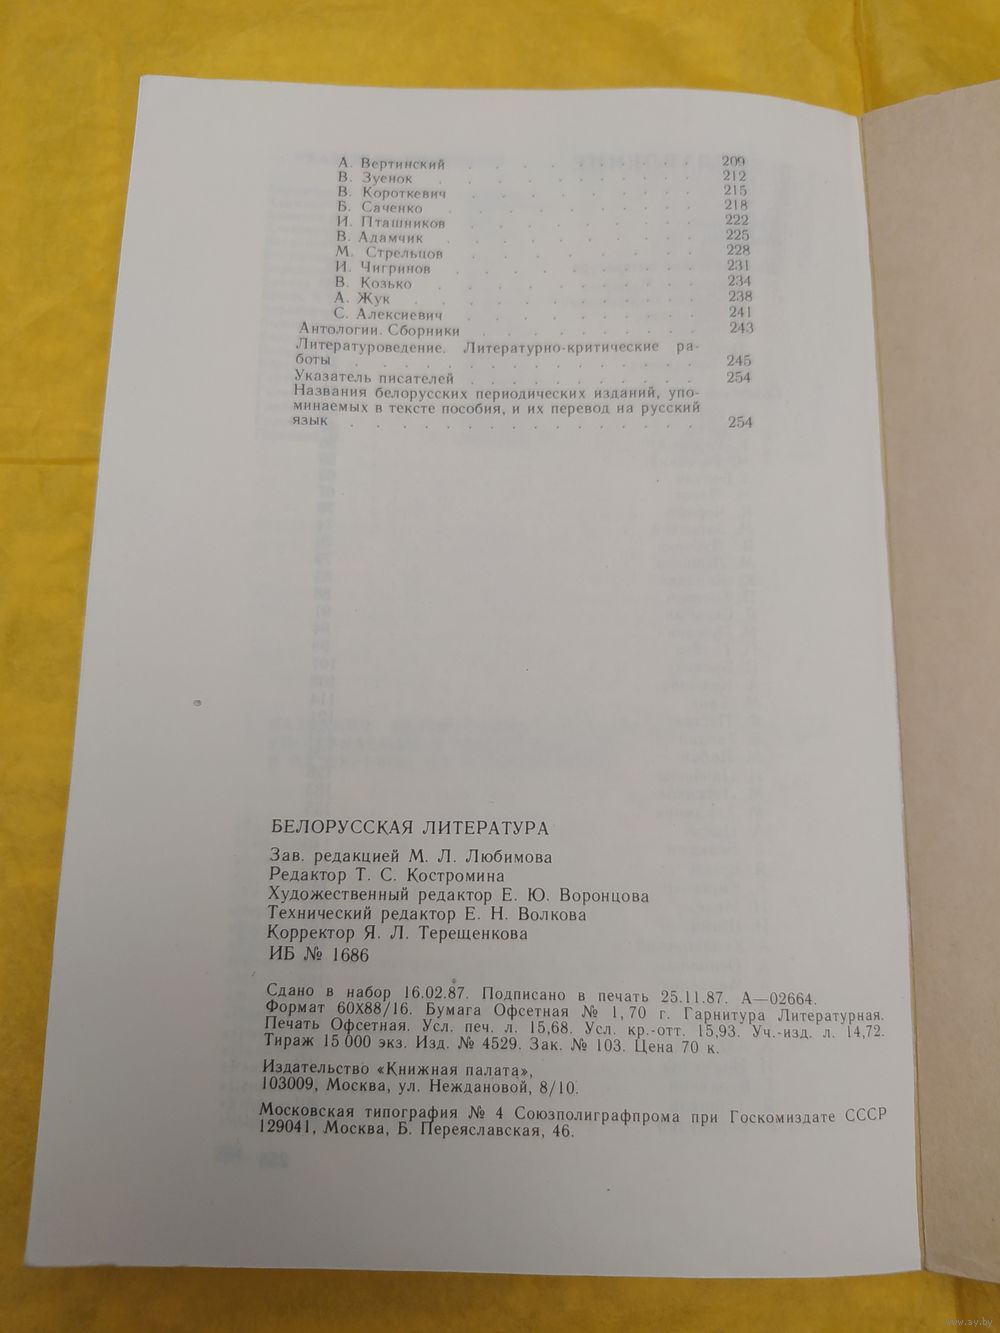 А. Вертинский . . . . . . . . . 209
В. Зуенок . . . . . . . . . . 212
В. Короткевич . . . . . . . . . 215
Б. Саченко . . . . . . . . . . 218
И. Пташников . . . . . . . . . 222
В. Адамчик . . . . . . . . . . 225
М. Стрельцов . . . . . . . . . 228
И. Чигринов . . . . . . . . . . 231
В. Козько . . . . . . . . . . . 234
А. Жук . . . . . . . . . . . 238
С. Алексиевич . . . . . . . . . 241
Антологии. Сборники . . . . . . . . . 243
Литературоведение. Литературно-критические ра-
боты . . . . . . . . . . . . . . . 245
Указатель писателей . . . . . . . . . . 254
Названия белорусских периодических изданий, упо-
минаемых в тексте пособия, и их перевод на русский
язык . . . . . . . . . . . . . . . 254
БЕЛОРУССКАЯ ЛИТЕРАТУРА
Зав. редакцией М. Л. Любимова
Редактор Т. С. Костромина
Художественный редактор Е. Ю. Воронцова
Технический редактор Е. Н. Волкова
Корректор Я. Л. Терещенкова
ИБ № 1686
Сдано в набор 16.02.87. Подписано в печать 25.11.87. А—02664.
Формат 60X88/16. Бумага Офсетная № 1, 70 г. Гарнитура Литературная.
Печать Офсетная. Усл. печ. л. 15,68. Усл. кр.-отт. 15,93. Уч.-изд. л. 14,72.
Тираж 15 000 экз. Изд. № 4529. Зак. № 103. Цена 70 к.
Издательство «Книжная палата»,
103009, Москва, ул. Неждановой, 8/10.
Московская типография № 4 Союзполиграфпрома при Госкомиздате СССР
129041, Москва, Б. Переяславская, 46.
www.ay.by